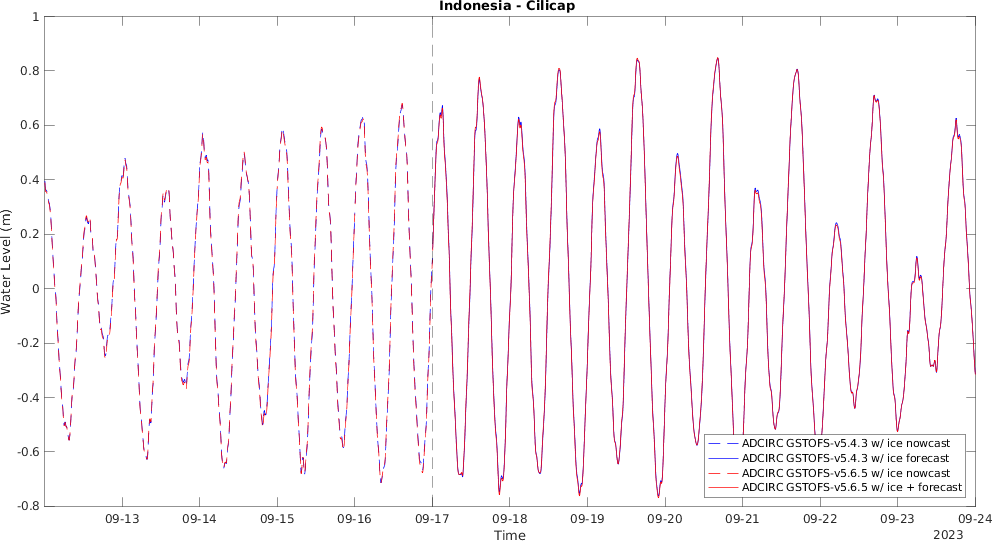 Indonesia - Cilicap
Water Level (m)
1
0.8
0.6
0.4
0.2
0
-0.2
-0.4
-0.6
-0.8
ADCIRC GSTOFS-v5.4.3 w/ ice nowcast
ADCIRC GSTOFS-v5.4.3 w/ ice forecast
ADCIRC GSTOFS-v5.6.5 w/ ice nowcast
ADCIRC GSTOFS-v5.6.5 w/ ice + forecast
09-13 09-14 09-15 09-16 09-17 09-18 09-19 09-20 09-21 09-22 09-23 09-24
Time
2023